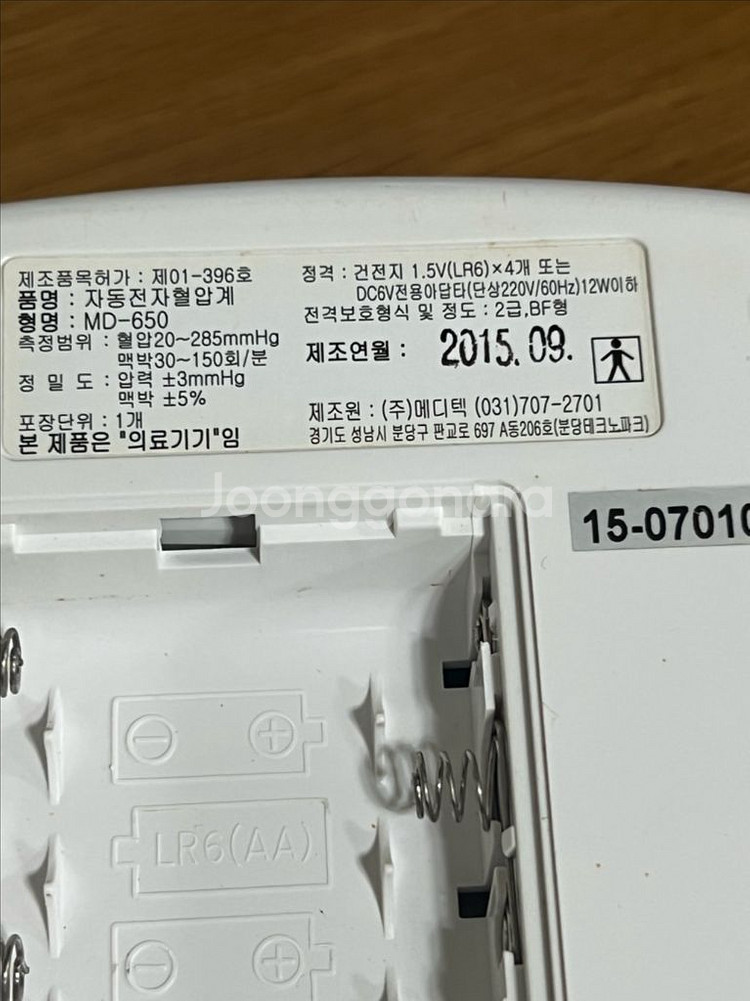 제조품목허가 : 제01-396호
품명 : 자동전자혈압계
형명 : MD-650
측정범위 : 혈압20~285mmHg
맥박30~150회/분
정 밀 도 : 압력 ±3mmHg
맥박 ±5%
포장단위 : 1개
본 제품은 "의료기기"임
정격 : 건전지 1.5V(LR6)×4개 또는
DC6V전용아답타(단상220V/60Hz)12W이하
전격보호형식 및 정도 : 2급,BF형
제조연월 : 2015. 09.
제조원 : (주)메디텍 (031)707-2701
경기도 성남시 분당구 판교로 697 A동206호(분당테크노파크)
Joonggonara
15-07010
LR6(AA)